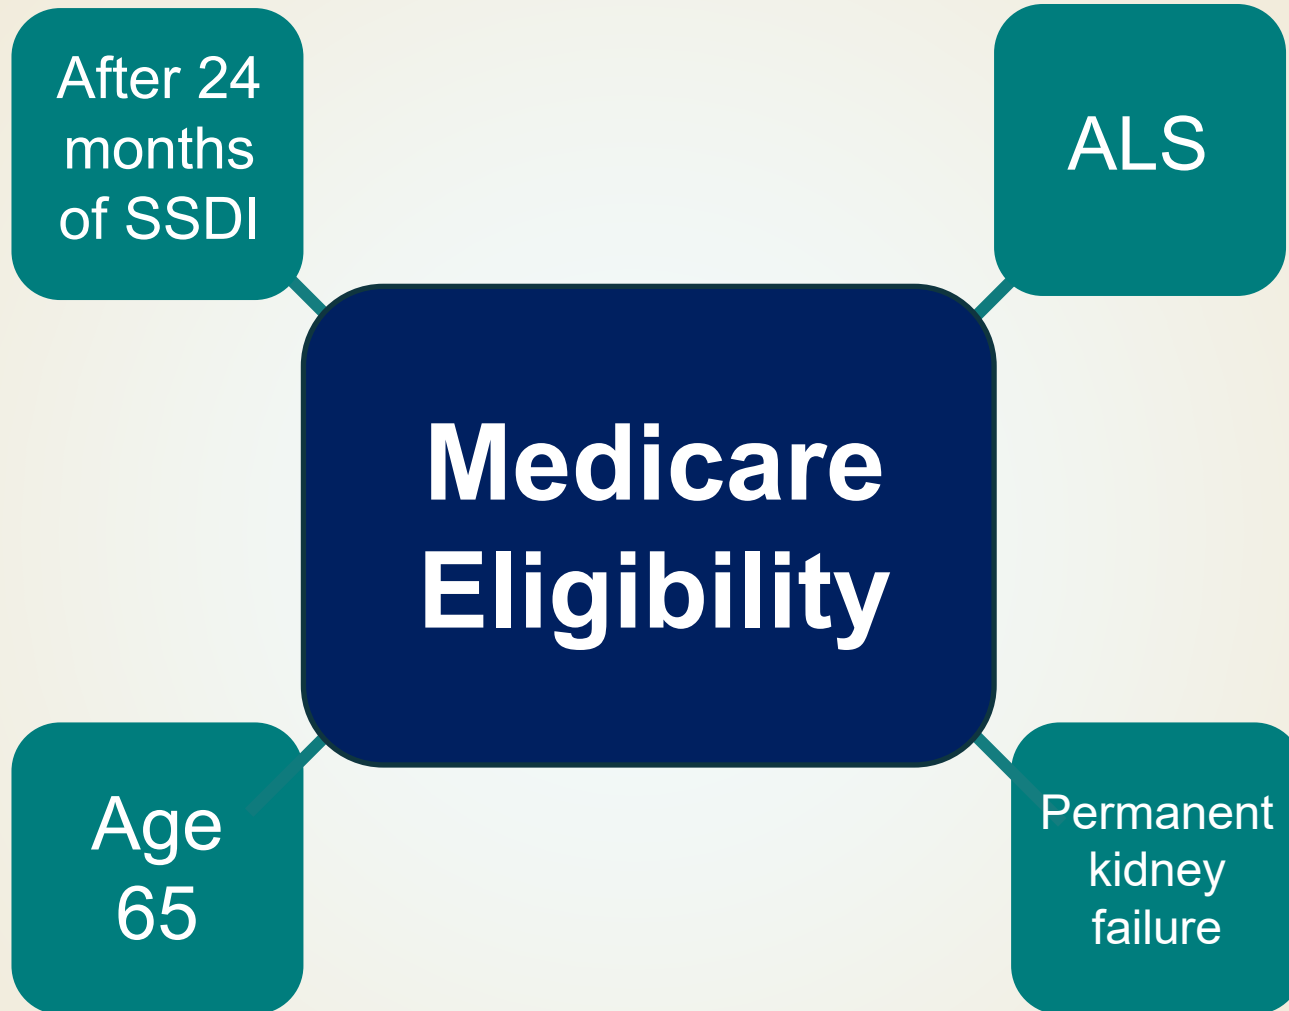 After 24
months
of SSDI
ALS
Medicare
Eligibility
Age
65
Permanent
kidney
failure